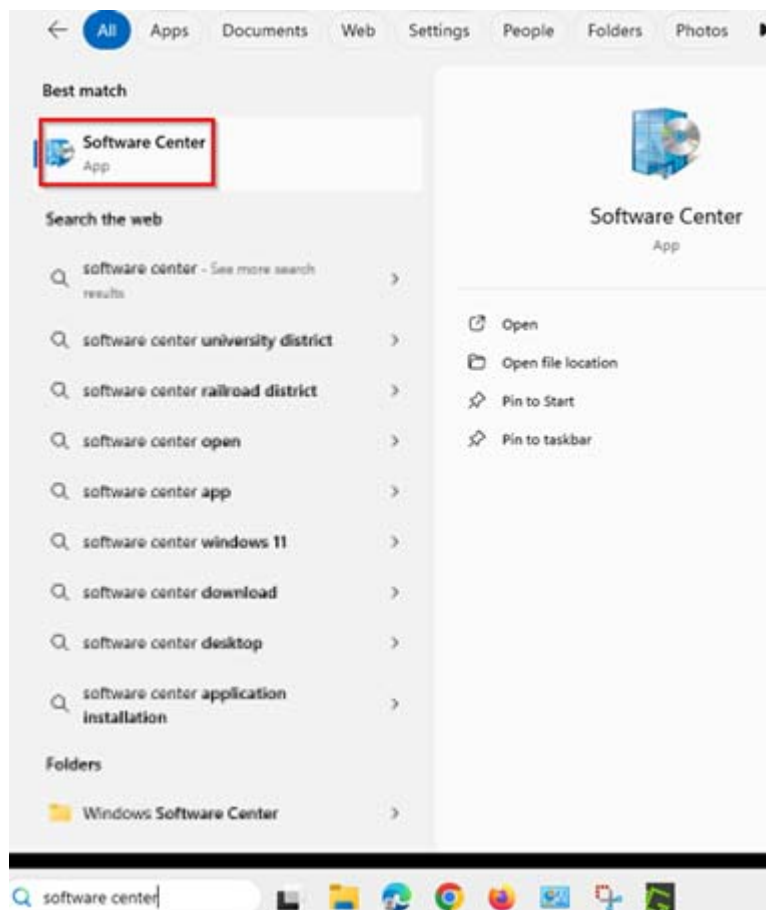 All Apps Documents Web Settings People Folders Photos
Best match
Software Center
App
Search the web
software center - See more search
results
software center university district
software center railroad district
software center open
software center app
software center windows 11
software center download
software center desktop
software center application
installation
Folders
Windows Software Center
Software Center
App
Open
Open file location
Pin to Start
Pin to taskbar
software center